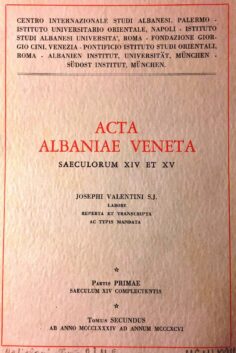 CENTRO INTERNAZIONALE STUDI ALBANESI, PALERMO -
ISTITUTO UNIVERSITARIO ORIENTALE, NAPOLI - ISTITUTO
STUDI ALBANESI UNIVERSITA', ROMA - FONDAZIONE GIOR-
GIO CINI, VENEZIA - PONTIFICIO ISTITUTO STUDI ORIENTALI,
ROMA - ALBANIEN INSTITUT, UNIVERSITÄT, MÜNCHEN -
SÜDOST INSTITUT, MÜNCHEN.
ACTA
ALBANIAE VENETA
SAECULORUM XIV ET XV
JOSEPHI VALENTINI S.J.
LABORE
REPERTA ET TRANSCRIPTA
AC TYPIS MANDATA
PARTIS PRIMAE
SAECULUM XIV COMPLECTENTIS
TOMUS SECUNDUS
AB ANNO MCCCLXXXIV AD ANNUM MCCCXCVI